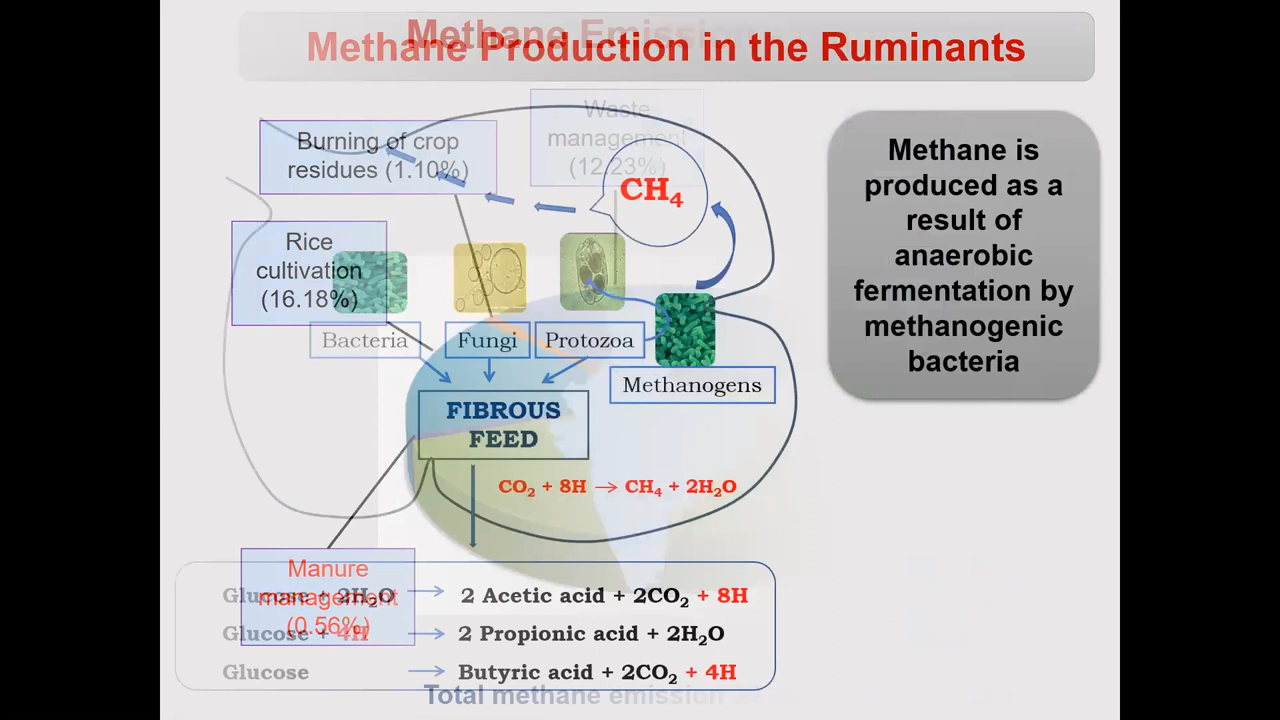 Methane Emission
Methane Production in the Ruminants
Waste
management
(12.23%)
Burning of crop
residues (1.10%)
CH₄
Methane is
produced as a
result of
anaerobic
fermentation by
methanogenic
bacteria
Rice
cultivation
(16.18%)
Bacteria
Fungi
Protozoa
Methanogens
FIBROUS
FEED
CO₂ + 8H → CH₄ + 2H₂O
Manure
management
(0.56%)
Glucose + 2H₂O → 2 Acetic acid + 2CO₂ + 8H
Glucose + 4H → 2 Propionic acid + 2H₂O
Glucose → Butyric acid + 2CO₂ + 4H
Total methane emission